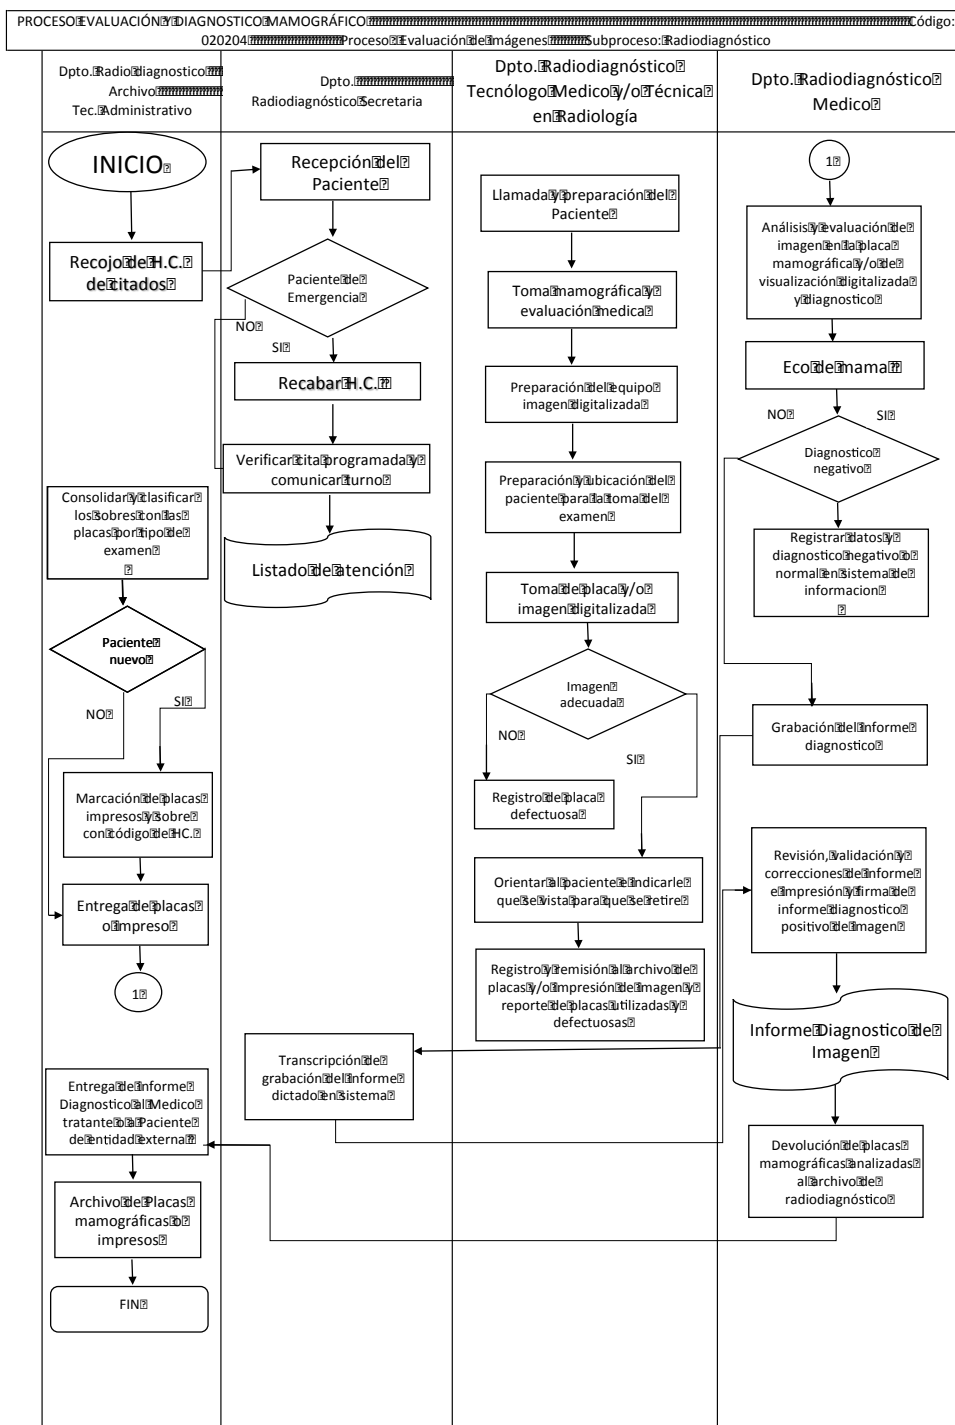 PROCESO EVALUACIÓN Y DIAGNOSTICO MAMOGRÁFICO Código:
020204 Proceso: Evaluación de Imágenes Subproceso: Radiodiagnóstico
Dpto. Radio diagnostico
Archivo
Tec. Administrativo
Dpto.
Radiodiagnóstico Secretaria
Dpto. Radiodiagnóstico
Tecnólogo Medico y/o Técnica
en Radiología
Dpto. Radiodiagnóstico
Medico
INICIO
Recojo de H.C.
de citados
Consolidar y clasificar
los sobres con las
placas por tipo de
examen
Paciente
nuevo
NO
SI
Marcación de placas
impresos y sobre
con código de HC.
Entrega de placas
o impreso
1
Entrega de Informe
Diagnostico al Medico
tratante o a Paciente
de entidad externa
Archivo de Placas
mamográficas o
impresos
FIN
Recepción del
Paciente
Paciente de
Emergencia
NO
SI
Recabar H.C.
Verificar cita programada y
comunicar turno
Listado de atención
Transcripción de
grabación del informe
dictado en sistema
Llamada y preparación del
Paciente
Toma mamográfica y
evaluación medica
Preparación del equipo
imagen digitalizada
Preparación y ubicación del
paciente para la toma del
examen
Toma de placa y/o
imagen digitalizada
Imagen
adecuada
NO
SI
Registro de placa
defectuosa
Orientar al paciente e indicarle
que se vista para que se retire
Registro y remisión al archivo de
placas y/o impresión de imagen y
reporte de placas utilizadas y
defectuosas
1
Análisis y evaluación de
imagen en la placa
mamográfica y/o de
visualización digitalizada
y diagnostico
Eco de mama
NO
SI
Diagnostico
negativo
Registrar datos y
diagnostico negativo o
normal en sistema de
informacion
Grabación del informe
diagnostico
Revisión, validación y
correcciones de informe
e impresión y firma de
informe diagnostico
positivo de imagen
Informe Diagnostico de
Imagen
Devolución de placas
mamográficas analizadas
al archivo de
radiodiagnóstico